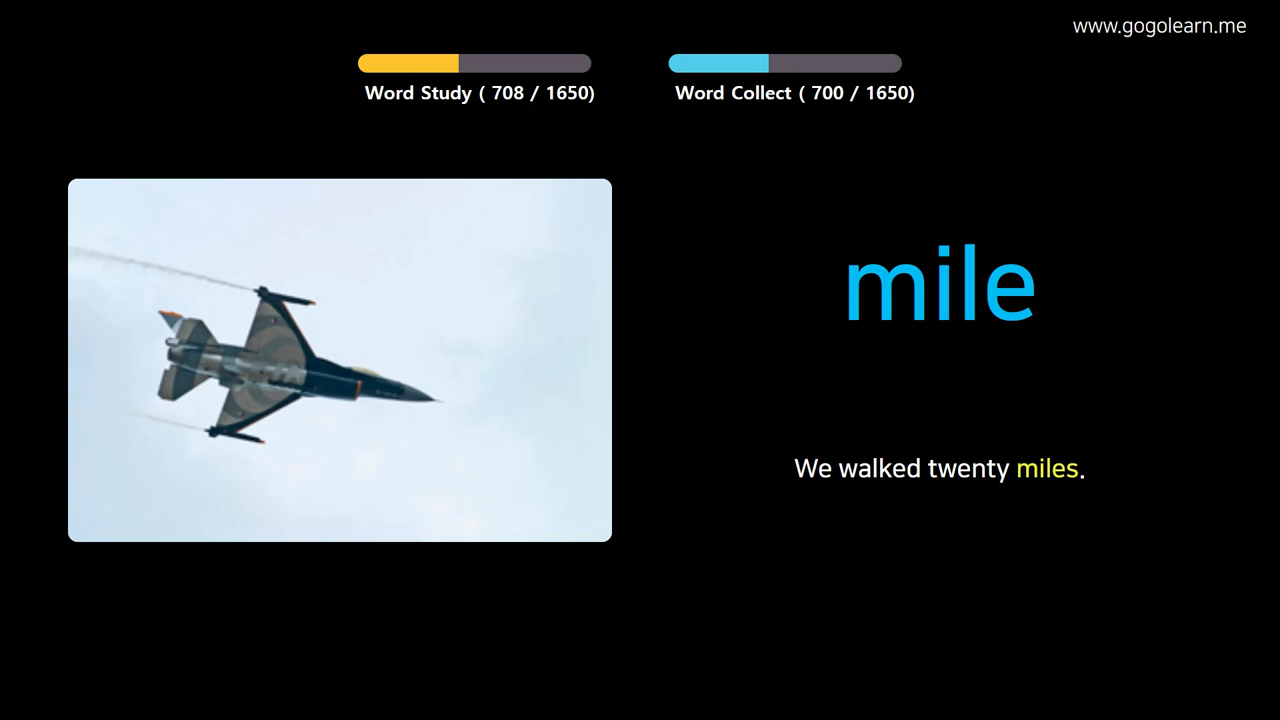 www.gogolearn.me
Word Study ( 708 / 1650)
Word Collect ( 700 / 1650)
mile
We walked twenty miles.